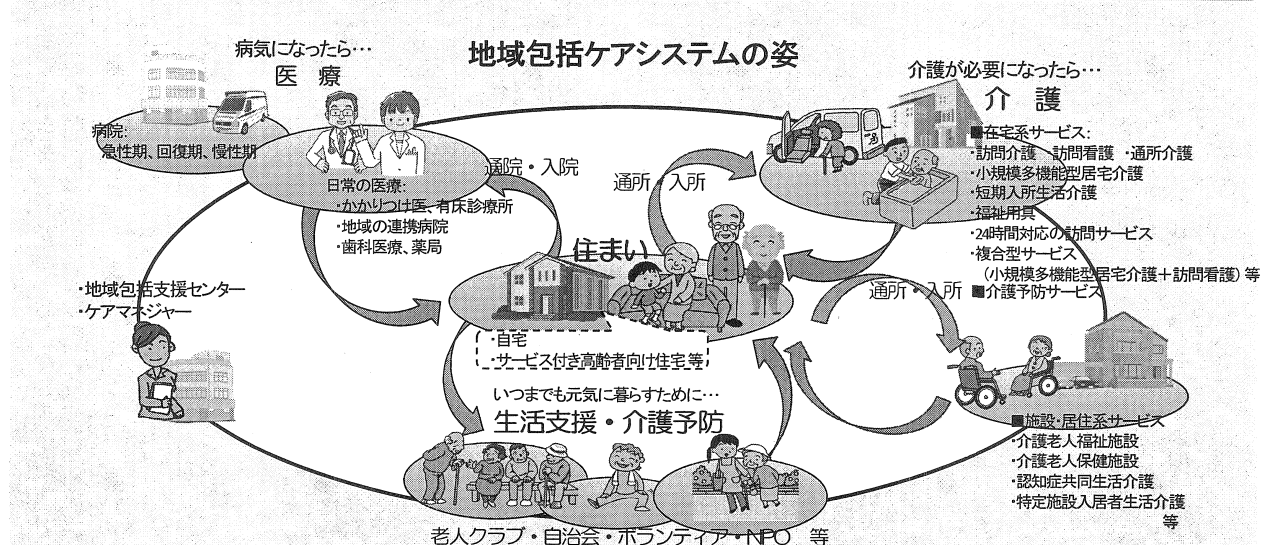 地域包括ケアシステムの姿
病気になったら…
医 療
病院:
急性期、回復期、慢性期
日常の医療:
・かかりつけ医、有床診療所
・地域の連携病院
・歯科医療、薬局
通院・入院
通所・入所
住まい
・自宅
・サービス付き高齢者向け住宅 等
介護が必要になったら…
介 護
■在宅系サービス:
・訪問介護 ・訪問看護 ・通所介護
・小規模多機能型居宅介護
・短期入所生活介護
・福祉用具
・24時間対応の訪問サービス
・複合型サービス
（小規模多機能型居宅介護＋訪問看護）等
■介護予防サービス
通所・入所
・地域包括支援センター
・ケアマネジャー
いつまでも元気に暮らすために…
生活支援・介護予防
老人クラブ・自治会・ボランティア・NPO 等
■施設・居住系サービス
・介護老人福祉施設
・介護老人保健施設
・認知症共同生活介護
・特定施設入居者生活介護
等